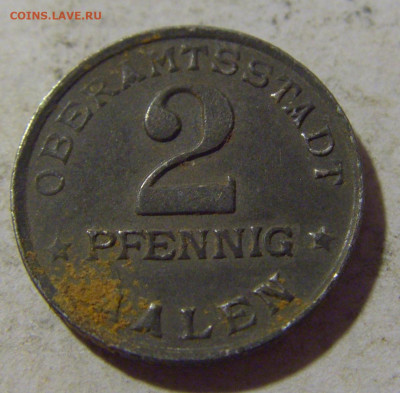 COINS.LAVE.RU
OBERAMTSSTADT
2
PFENNIG
AALEN